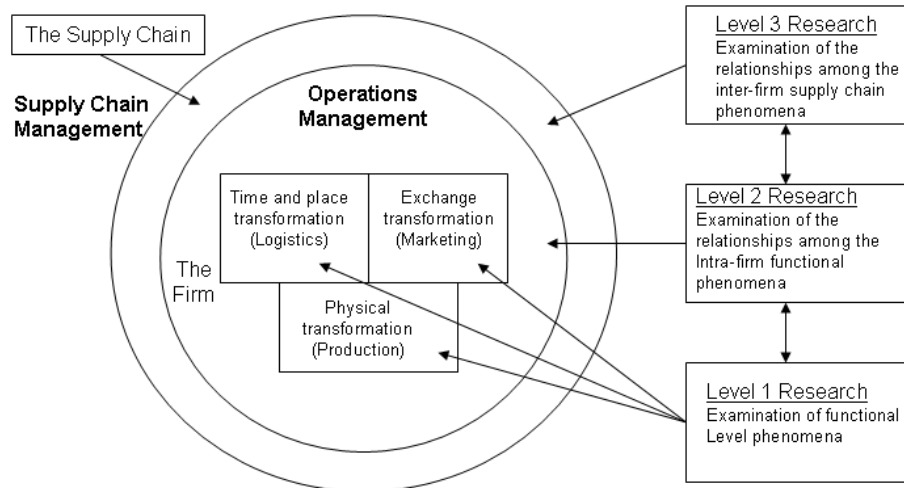 The Supply Chain
Supply Chain
Management
Operations
Management
Time and place
transformation
(Logistics)
Exchange
transformation
(Marketing)
The
Firm
Physical
transformation
(Production)
Level 3 Research
Examination of the
relationships among the
inter-firm supply chain
phenomena
Level 2 Research
Examination of the
relationships among the
Intra-firm functional
phenomena
Level 1 Research
Examination of functional
Level phenomena